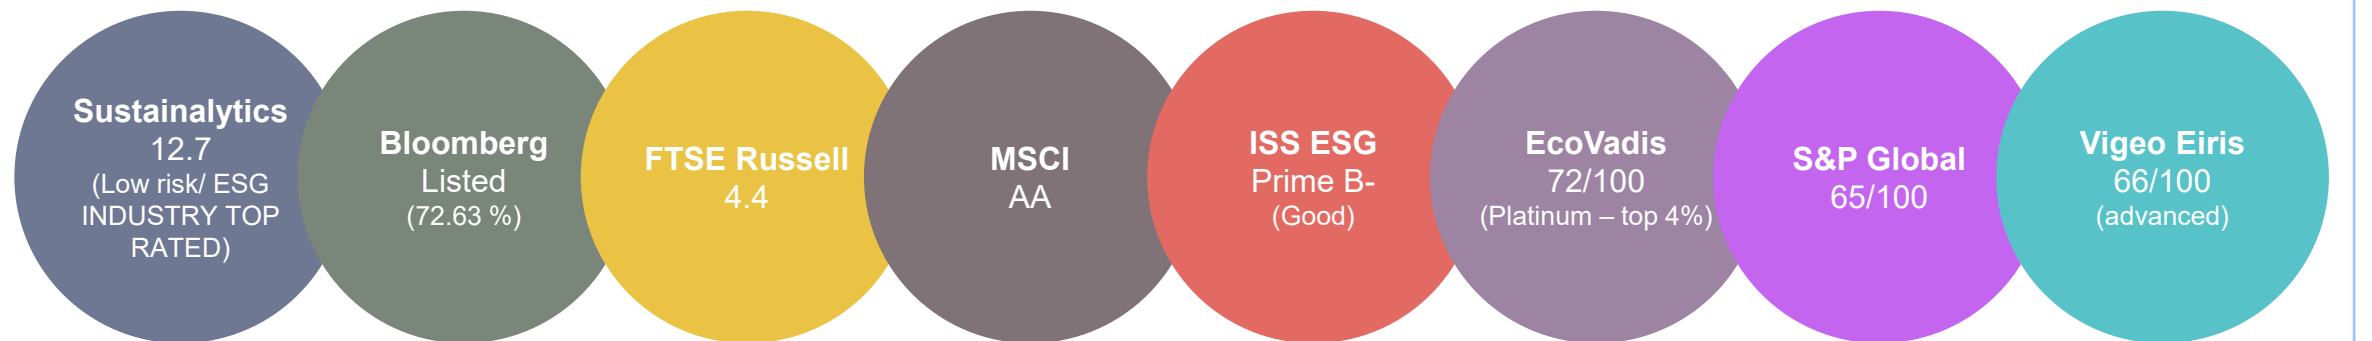 Sustainalytics
12.7
(Low risk/ ESG
INDUSTRY TOP
RATED)
Bloomberg
Listed
(72.63 %)
FTSE Russell
4.4
MSCI
AA
ISS ESG
Prime B-
(Good)
EcoVadis
72/100
(Platinum – top 4%)
S&P Global
65/100
Vigeo Eiris
66/100
(advanced)